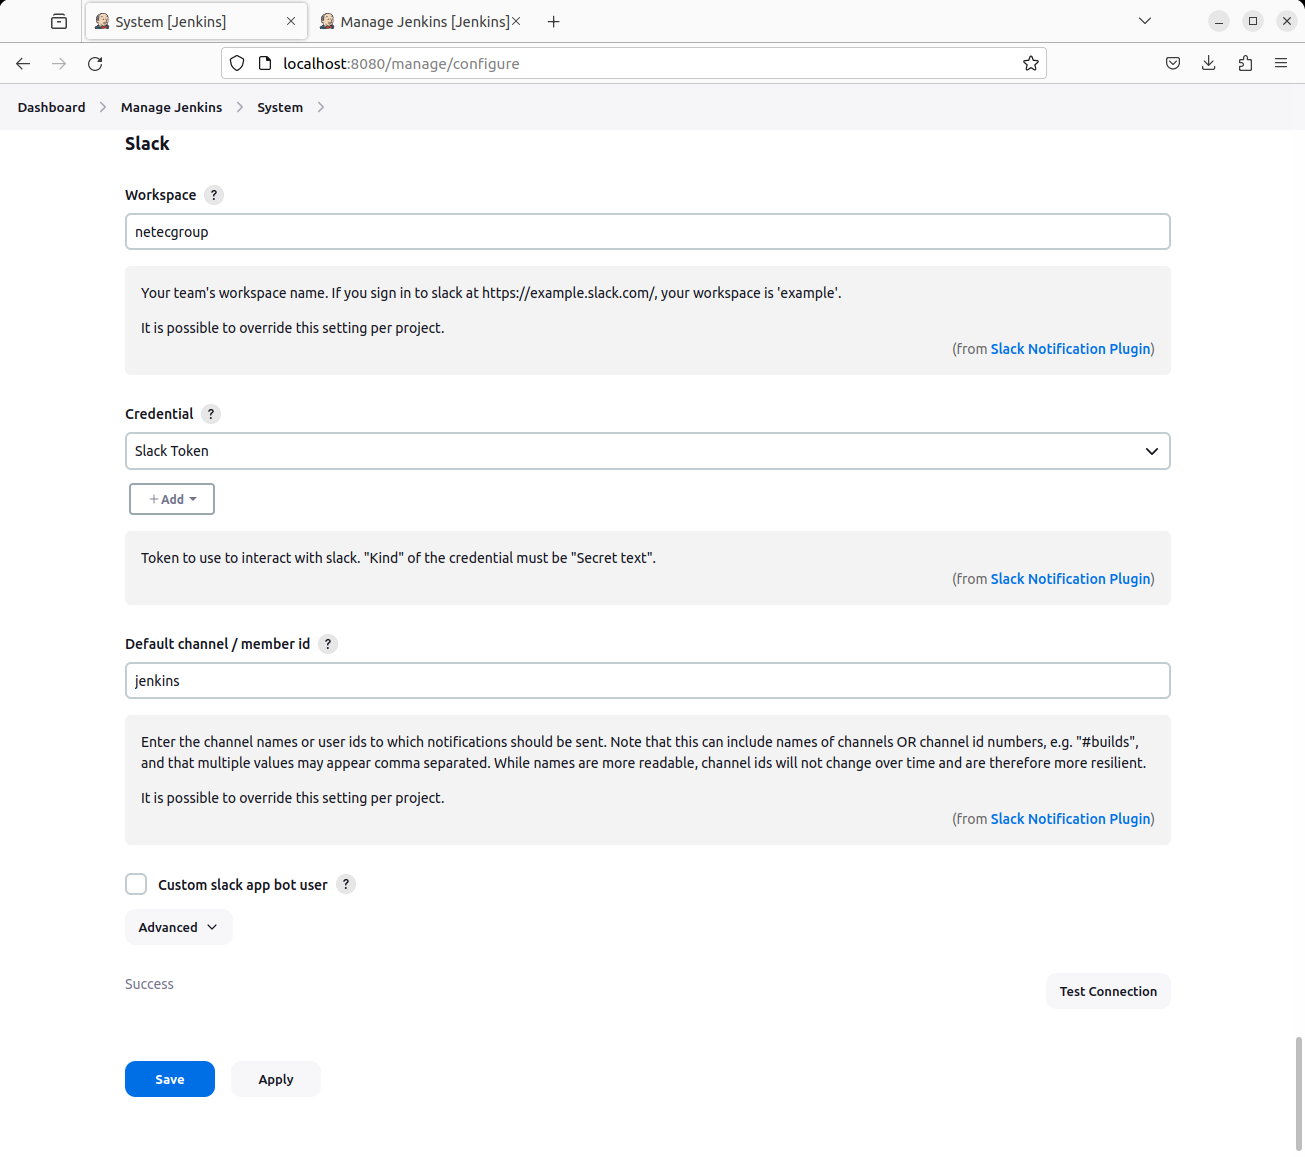 System [Jenkins]
Manage Jenkins [Jenkins]
localhost:8080/manage/configure
Dashboard
Manage Jenkins
System
Slack
Workspace ?
netecgroup
Your team's workspace name. If you sign in to slack at https://example.slack.com/, your workspace is 'example'.
It is possible to override this setting per project.
(from Slack Notification Plugin)
Credential ?
Slack Token
+ Add
Token to use to interact with slack. "Kind" of the credential must be "Secret text".
(from Slack Notification Plugin)
Default channel / member id ?
jenkins
Enter the channel names or user ids to which notifications should be sent. Note that this can include names of channels OR channel id numbers, e.g. "#builds",
and that multiple values may appear comma separated. While names are more readable, channel ids will not change over time and are therefore more resilient.
It is possible to override this setting per project.
(from Slack Notification Plugin)
Custom slack app bot user ?
Advanced
Success
Test Connection
Save
Apply